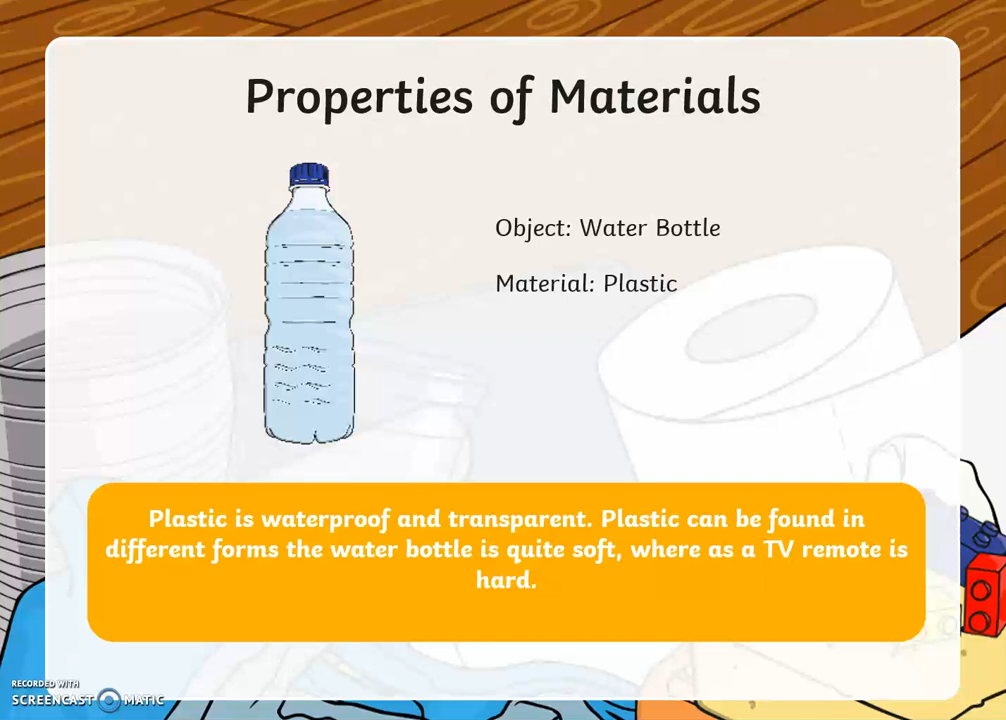 Properties of Materials
Object: Water Bottle
Material: Plastic
Plastic is waterproof and transparent. Plastic can be found in
different forms the water bottle is quite soft, where as a TV remote is
hard.
RECORDED WITH
SCREENCAST MATIC